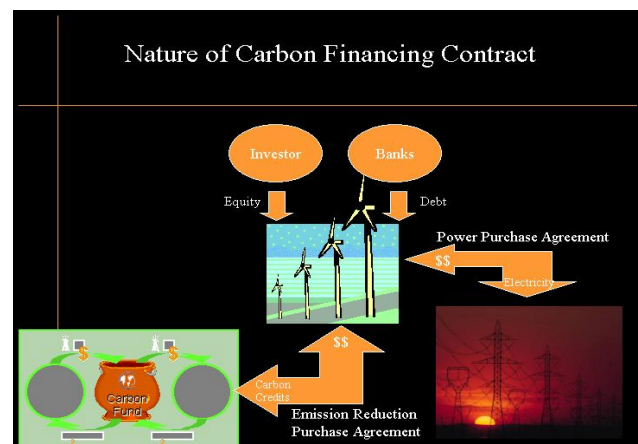 Nature of Carbon Financing Contract
Investor
Banks
Equity
Debt
Power Purchase Agreement
$$
Electricity
$$
$
$
Carbon
Fund
Carbon
Credits
Emission Reduction
Purchase Agreement